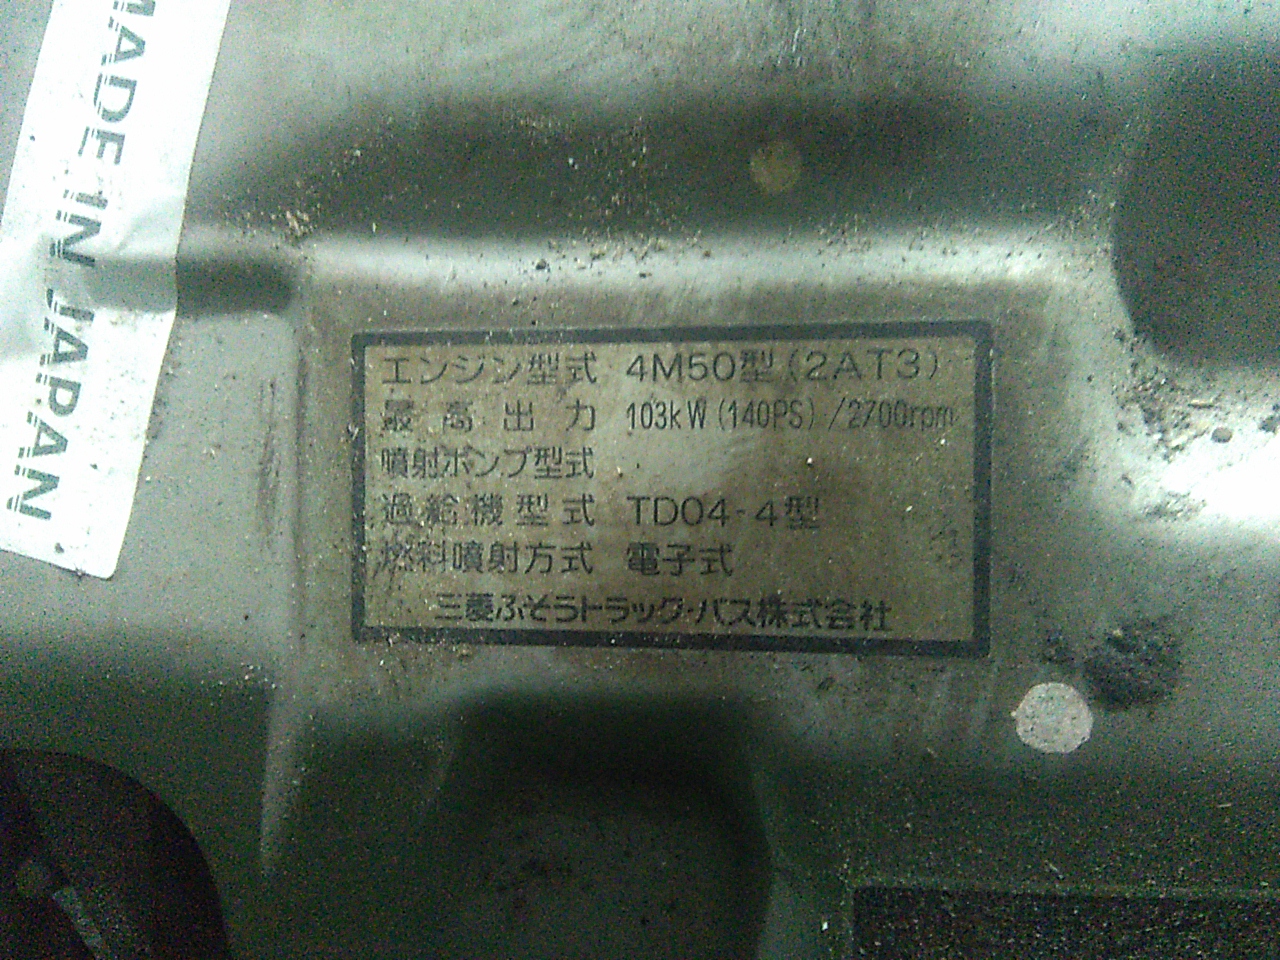 MADE IN JAPAN
エンジン型式 4M50型(2AT3)
最高出力 103kW(140PS)/2700rpm
噴射ポンプ型式
過給機型式 TD04-4型
燃料噴射方式 電子式
三菱ふそうトラック・バス株式会社